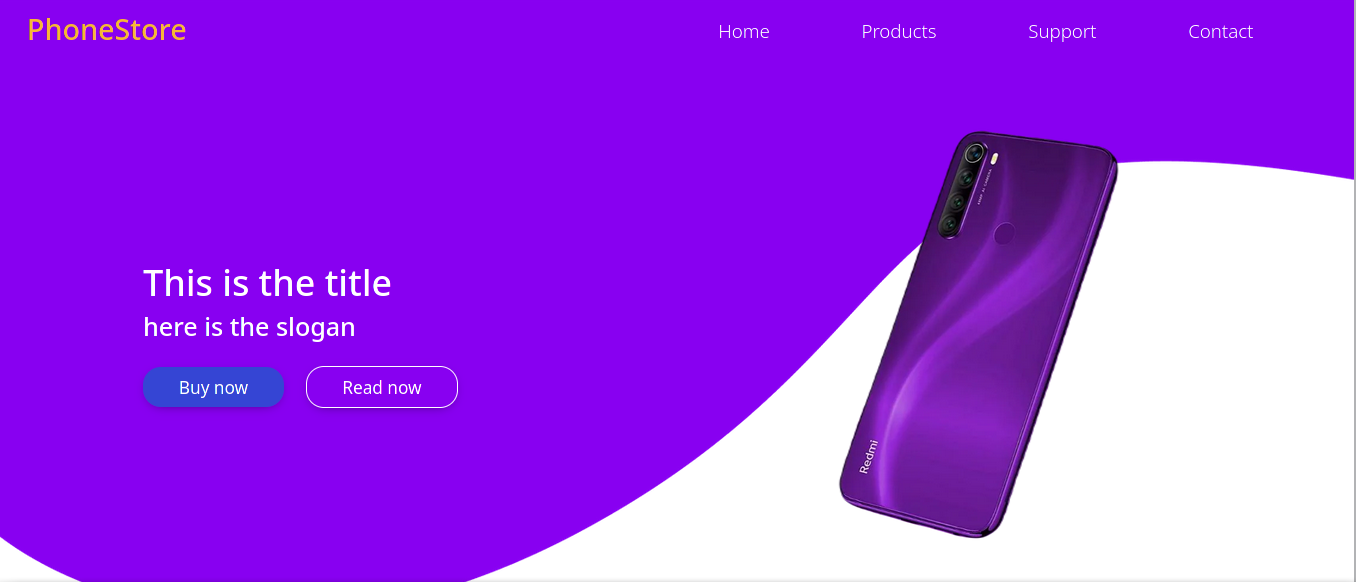 PhoneStore
Home
Products
Support
Contact
This is the title
here is the slogan
Buy now
Read now
Redmi